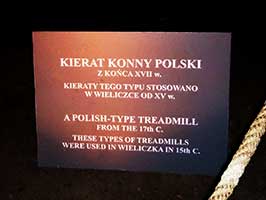 KIERAT KONNY POLSKI
Z KOŃCA XVII w.
KIERATY TEGO TYPU STOSOWANO
W WIELICZCE OD XV w.
A POLISH-TYPE TREADMILL
FROM THE 17th C.
THESE TYPES OF TREADMILLS
WERE USED IN WIELICZKA IN 15th C.